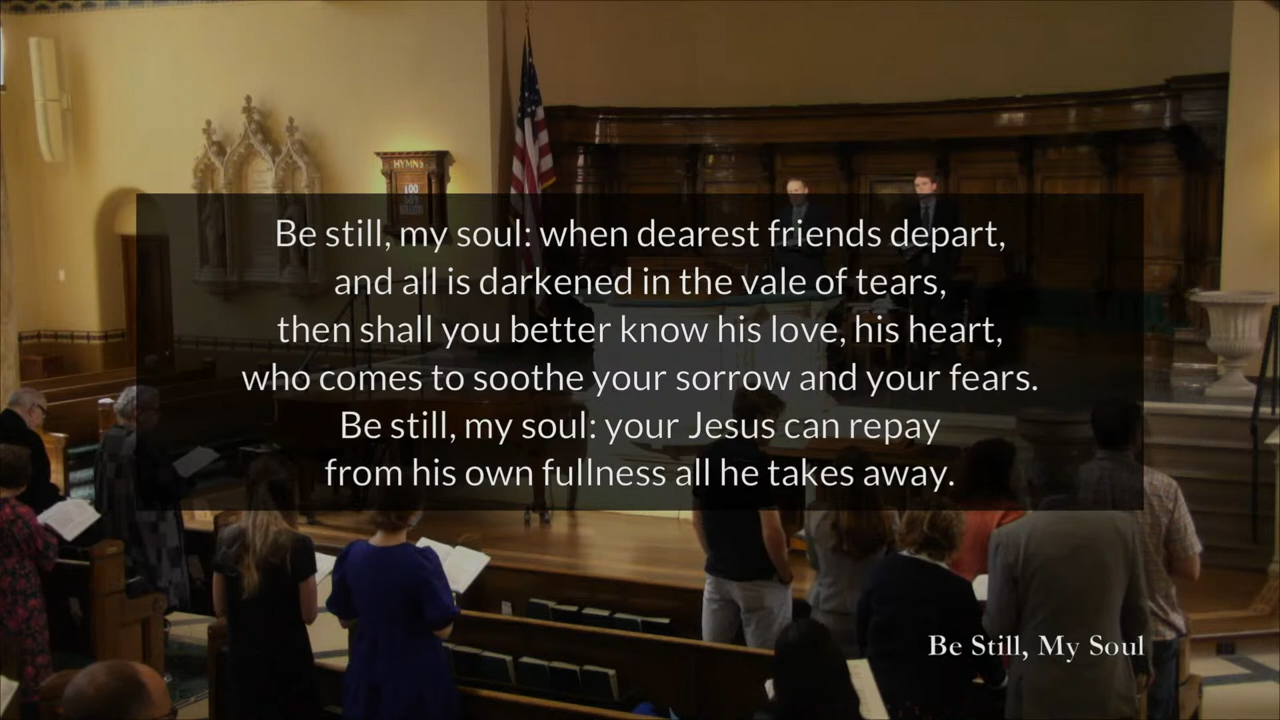 HYMNS
100
Be still, my soul: when dearest friends depart,
and all is darkened in the vale of tears,
then shall you better know his love, his heart,
who comes to soothe your sorrow and your fears.
Be still, my soul: your Jesus can repay
from his own fullness all he takes away.
Be Still, My Soul